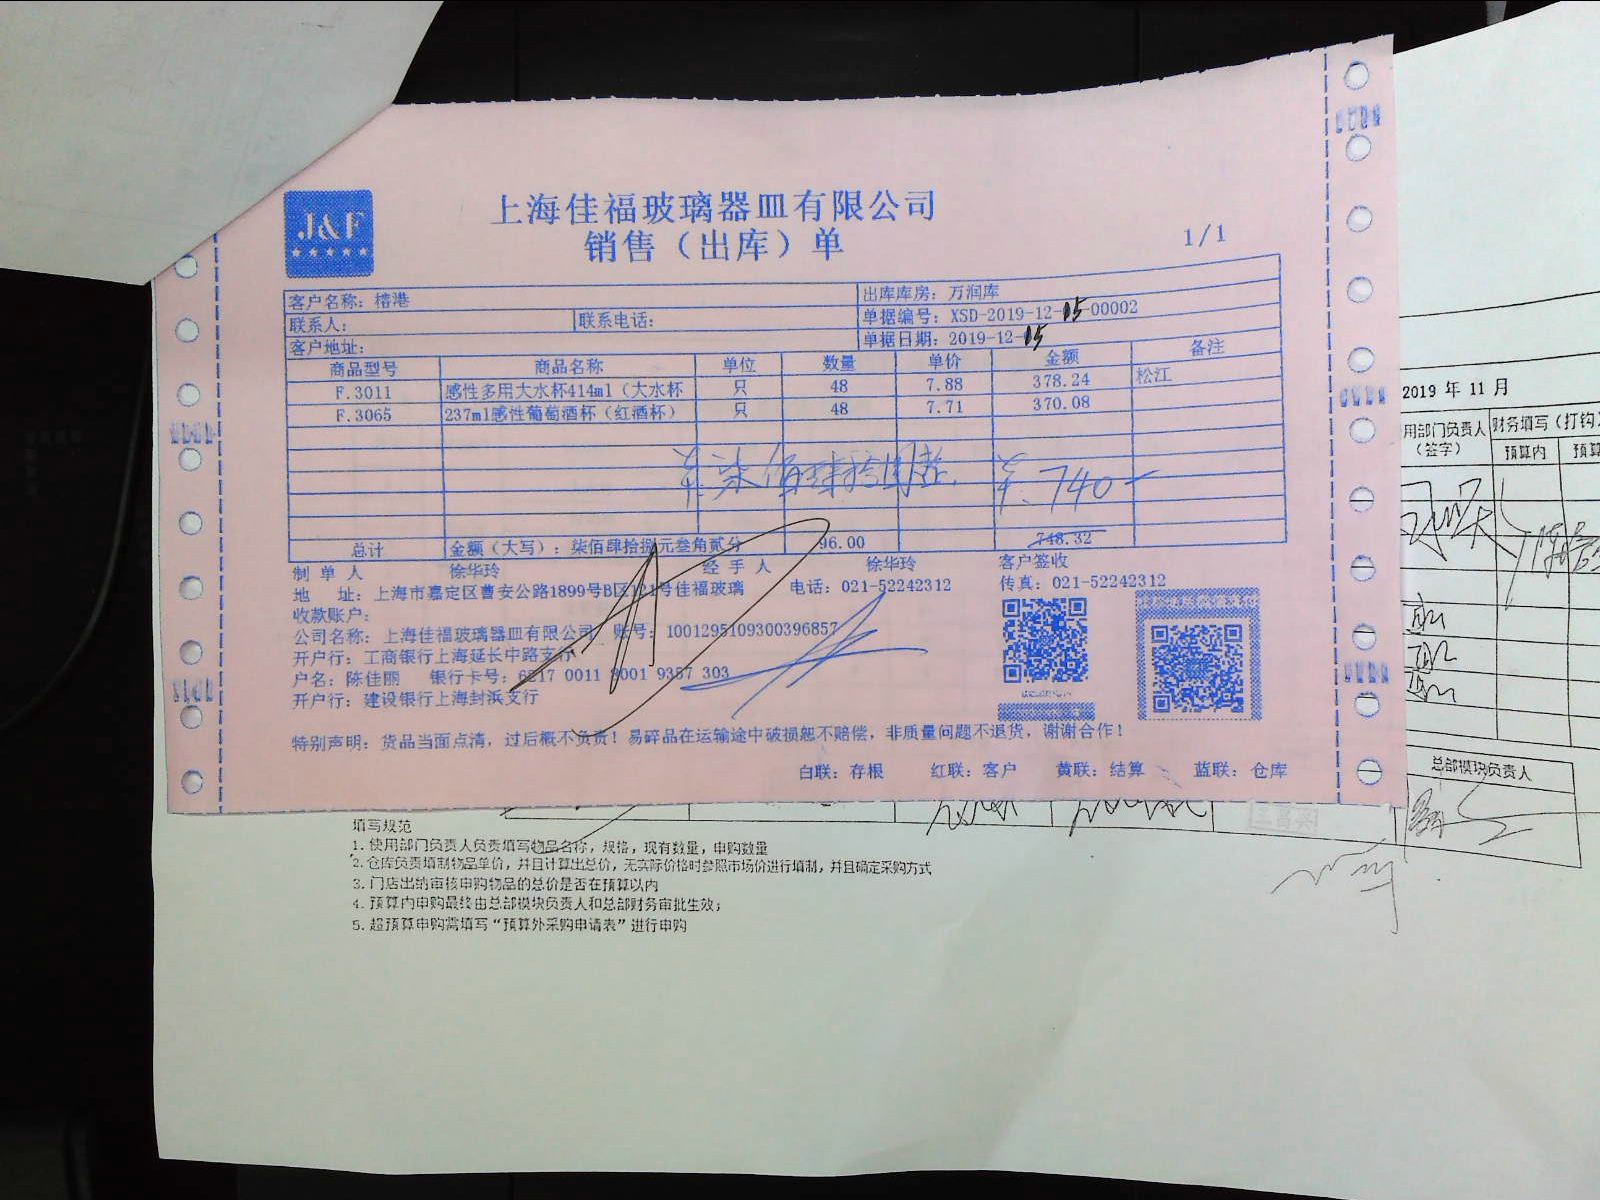 J&F
上海佳福玻璃器皿有限公司
销售（出库）单
1/1
客户名称：榕港
出库库房：万润库
联系人：
联系电话：
单据编号：XSD-2019-12-05-00002
客户地址：
单据日期：2019-12-05
商品型号 商品名称 单位 数量 单价 金额 备注
F.3011 感性多用大水杯414ml（大水杯 只 48 7.88 378.24 松江
F.3065 237ml感性葡萄酒杯（红酒杯） 只 48 7.71 370.08
柒佰肆拾圆整 740-
总计 金额（大写）：柒佰肆拾捌元叁角贰分 96.00 748.32
制单人 徐华玲 经手人 徐华玲 客户签收
地 址：上海市嘉定区曹安公路1899号B区121号佳福玻璃 电话：021-52242312 传真：021-52242312
收款账户：
公司名称：上海佳福玻璃器皿有限公司 账号：1001295109300396857
开户行：工商银行上海延长中路支行
户名：陈佳丽 银行卡号：6217 0011 8001 9357 303
开户行：建设银行上海封浜支行
特别声明：货品当面点清，过后概不负责！易碎品在运输途中破损恕不赔偿，非质量问题不退货，谢谢合作！
白联：存根 红联：客户 黄联：结算 蓝联：仓库
2019 年 11 月
用部门负责人
（签字）
财务填写（打钩）
预算内 预算
总部模块负责人
填写规范
1. 使用部门负责人负责填写物品名称，规格，现有数量，申购数量
2. 仓库负责填制物品单价，并且计算出总价，无实际价格时参照市场价进行填制，并且确定采购方式
3. 门店出纳审核申购物品的总价是否在预算以内
4. 预算内申购最终由总部模块负责人和总部财务审批生效；
5. 超预算申购需填写“预算外采购申请表”进行申购